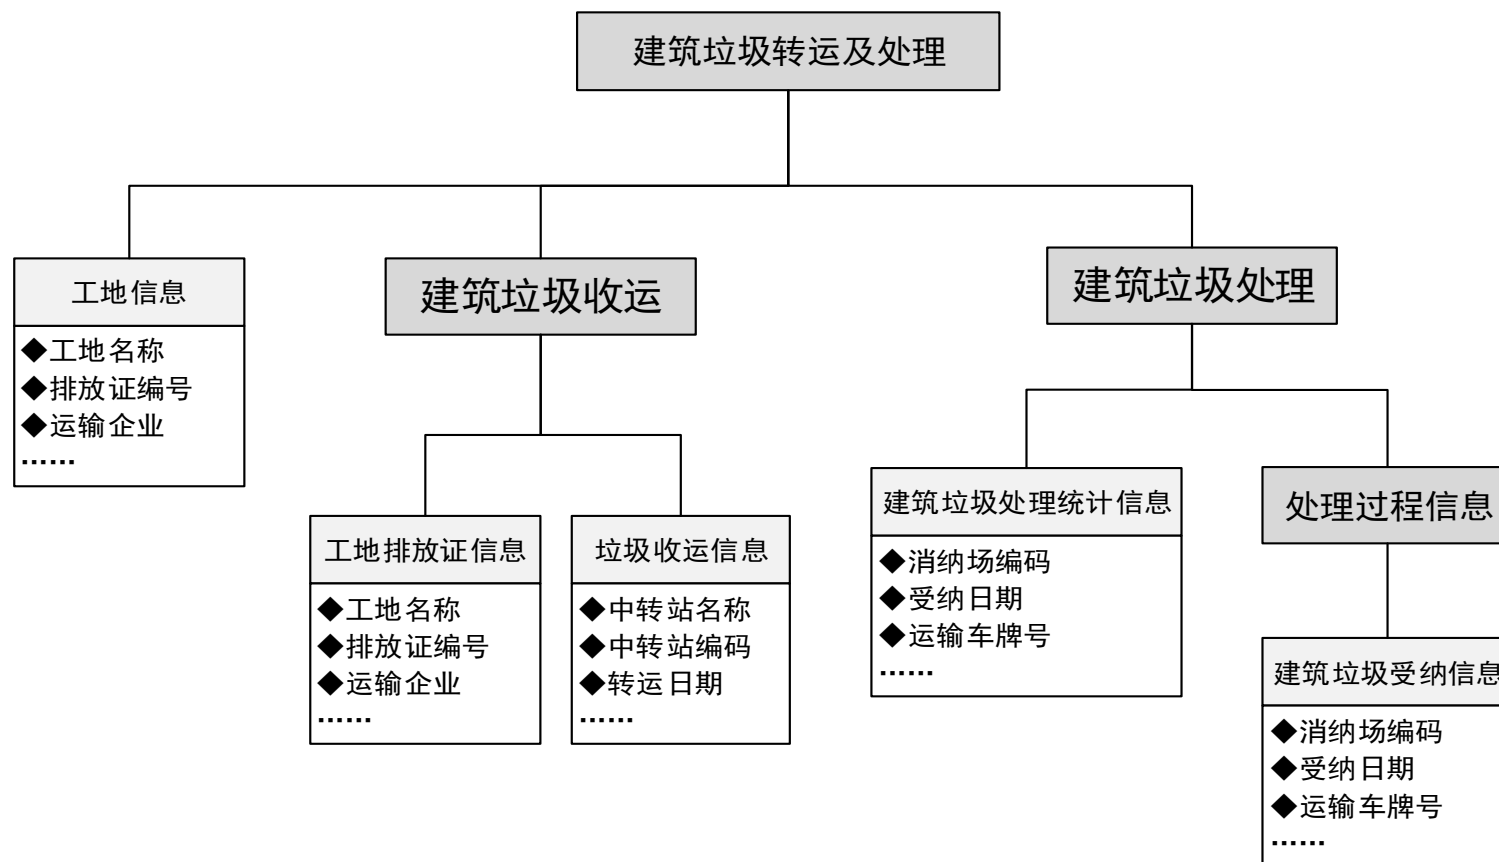 建筑垃圾转运及处理
工地信息
◆工地名称
◆排放证编号
◆运输企业
……
建筑垃圾收运
工地排放证信息
◆工地名称
◆排放证编号
◆运输企业
……
垃圾收运信息
◆中转站名称
◆中转站编码
◆转运日期
……
建筑垃圾处理
建筑垃圾处理统计信息
◆消纳场编码
◆受纳日期
◆运输车牌号
……
处理过程信息
建筑垃圾受纳信息
◆消纳场编码
◆受纳日期
◆运输车牌号
……